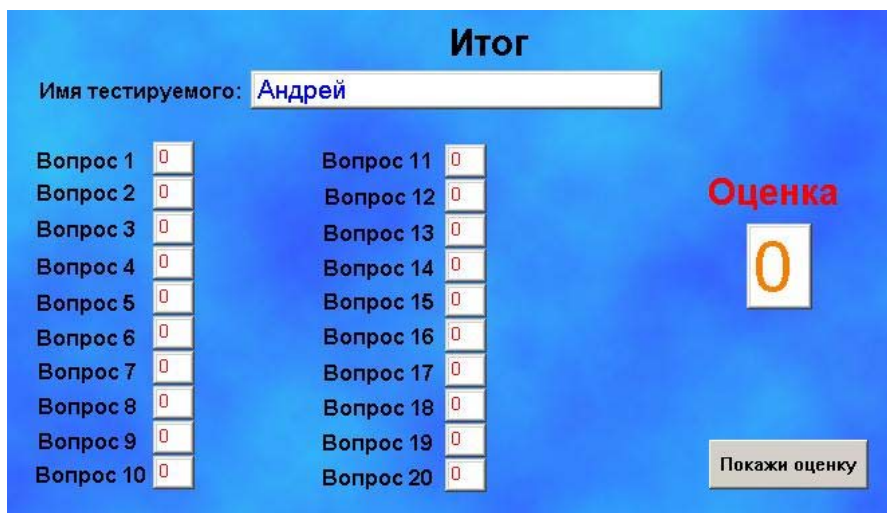 Итог
Имя тестируемого: Андрей
Вопрос 1 0
Вопрос 2 0
Вопрос 3 0
Вопрос 4 0
Вопрос 5 0
Вопрос 6 0
Вопрос 7 0
Вопрос 8 0
Вопрос 9 0
Вопрос 10 0
Вопрос 11 0
Вопрос 12 0
Вопрос 13 0
Вопрос 14 0
Вопрос 15 0
Вопрос 16 0
Вопрос 17 0
Вопрос 18 0
Вопрос 19 0
Вопрос 20 0
Оценка
0
Покажи оценку